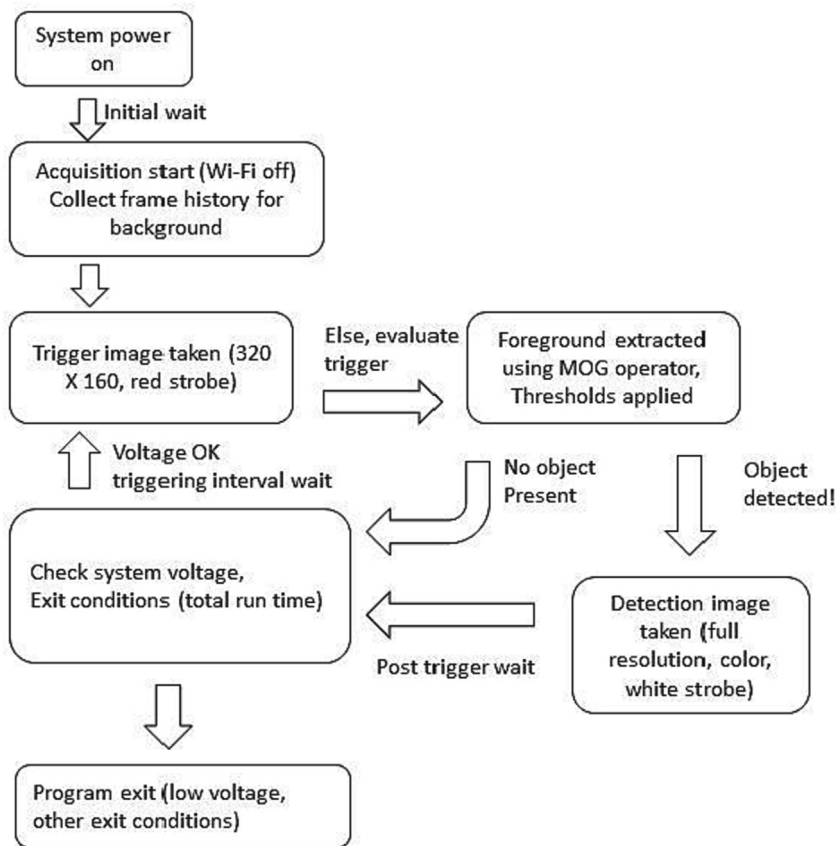 System power
on
Initial wait
Acquisition start (Wi-Fi off)
Collect frame history for
background
Trigger image taken (320
X 160, red strobe)
Else, evaluate
trigger
Foreground extracted
using MOG operator,
Thresholds applied
Voltage OK
triggering interval wait
No object
Present
Object
detected!
Check system voltage,
Exit conditions (total run time)
Detection image
taken (full
resolution, color,
white strobe)
Post trigger wait
Program exit (low voltage,
other exit conditions)